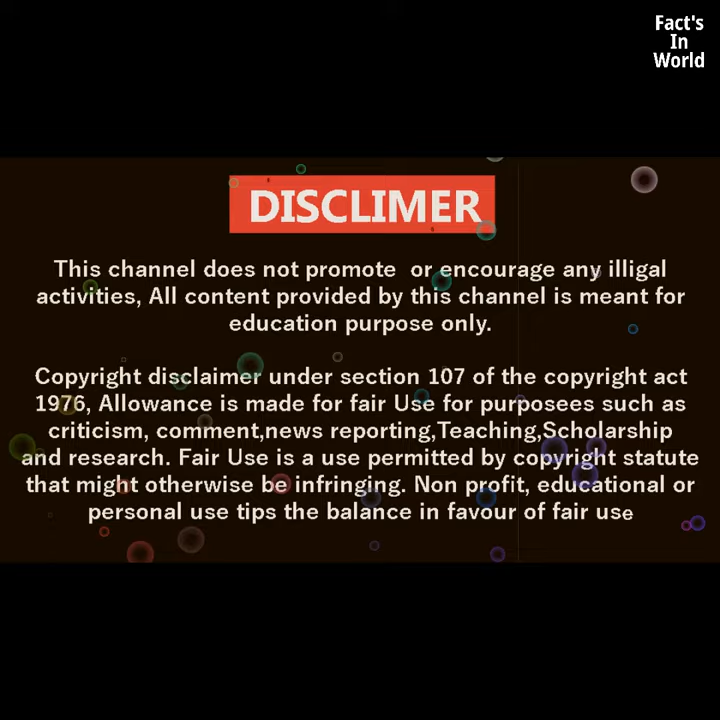 Fact's
In
World
DISCLIMER
This channel does not promote  or encourage any illigal
activities, All content provided by this channel is meant for
education purpose only.
Copyright disclaimer under section 107 of the copyright act
1976, Allowance is made for fair Use for purposees such as
criticism, comment,news reporting,Teaching,Scholarship
and research. Fair Use is a use permitted by copyright statute
that might otherwise be infringing. Non profit, educational or
personal use tips the balance in favour of fair use